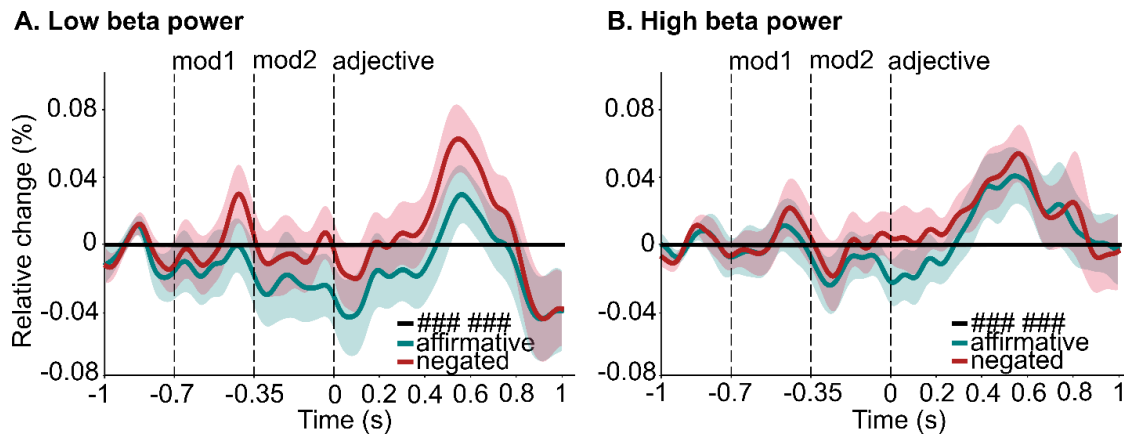 A. Low beta power
mod1 mod2 adjective
0.08
0.04
0
-0.04
-0.08
Relative change (%)
### ###
affirmative
negated
-1 -0.7 -0.35 0 0.2 0.4 0.6 0.8 1
Time (s)
B. High beta power
mod1 mod2 adjective
0.08
0.04
0
-0.04
-0.08
### ###
affirmative
negated
-1 -0.7 -0.35 0 0.2 0.4 0.6 0.8 1
Time (s)